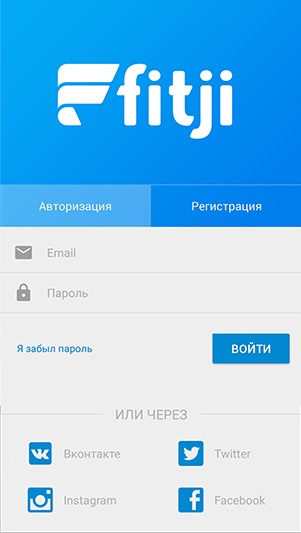 fitji
Авторизация Регистрация
Email
Пароль
Я забыл пароль ВОЙТИ
ИЛИ ЧЕРЕЗ
Вконтакте Twitter
Instagram Facebook